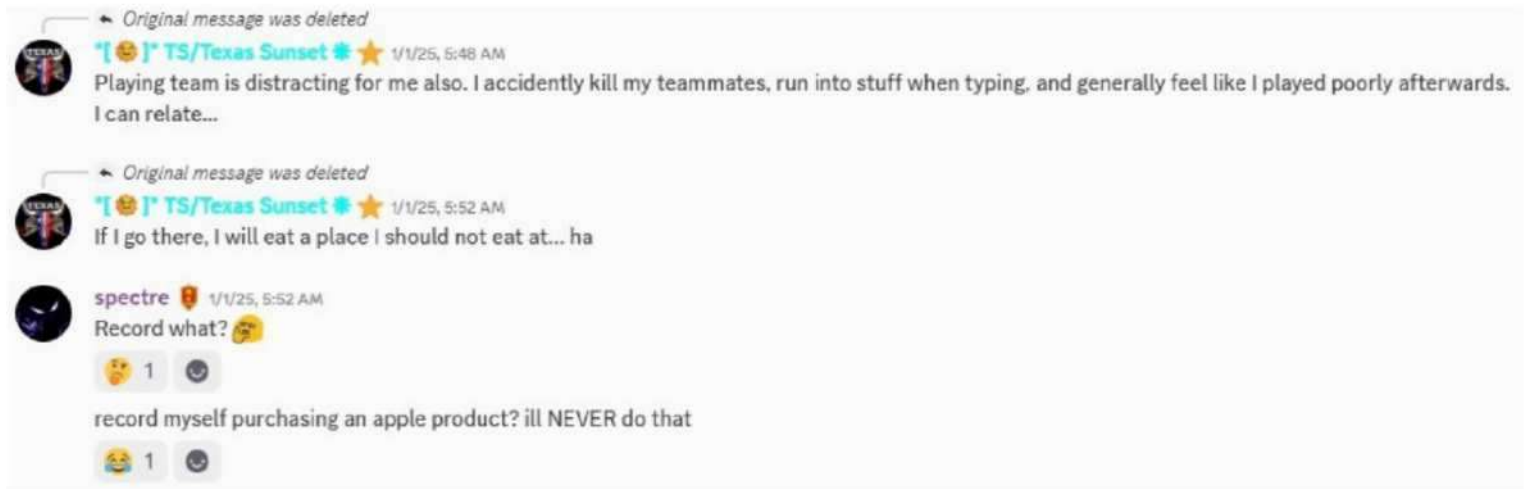 Original message was deleted
"[ ]" TS/Texas Sunset 1/1/25, 5:48 AM
TEXAS
Playing team is distracting for me also. I accidently kill my teammates, run into stuff when typing, and generally feel like I played poorly afterwards.
I can relate...
Original message was deleted
"[ ]" TS/Texas Sunset 1/1/25, 5:52 AM
TEXAS
If I go there, I will eat a place I should not eat at... ha
spectre 1/1/25, 5:52 AM
Record what?
1
record myself purchasing an apple product? ill NEVER do that
1